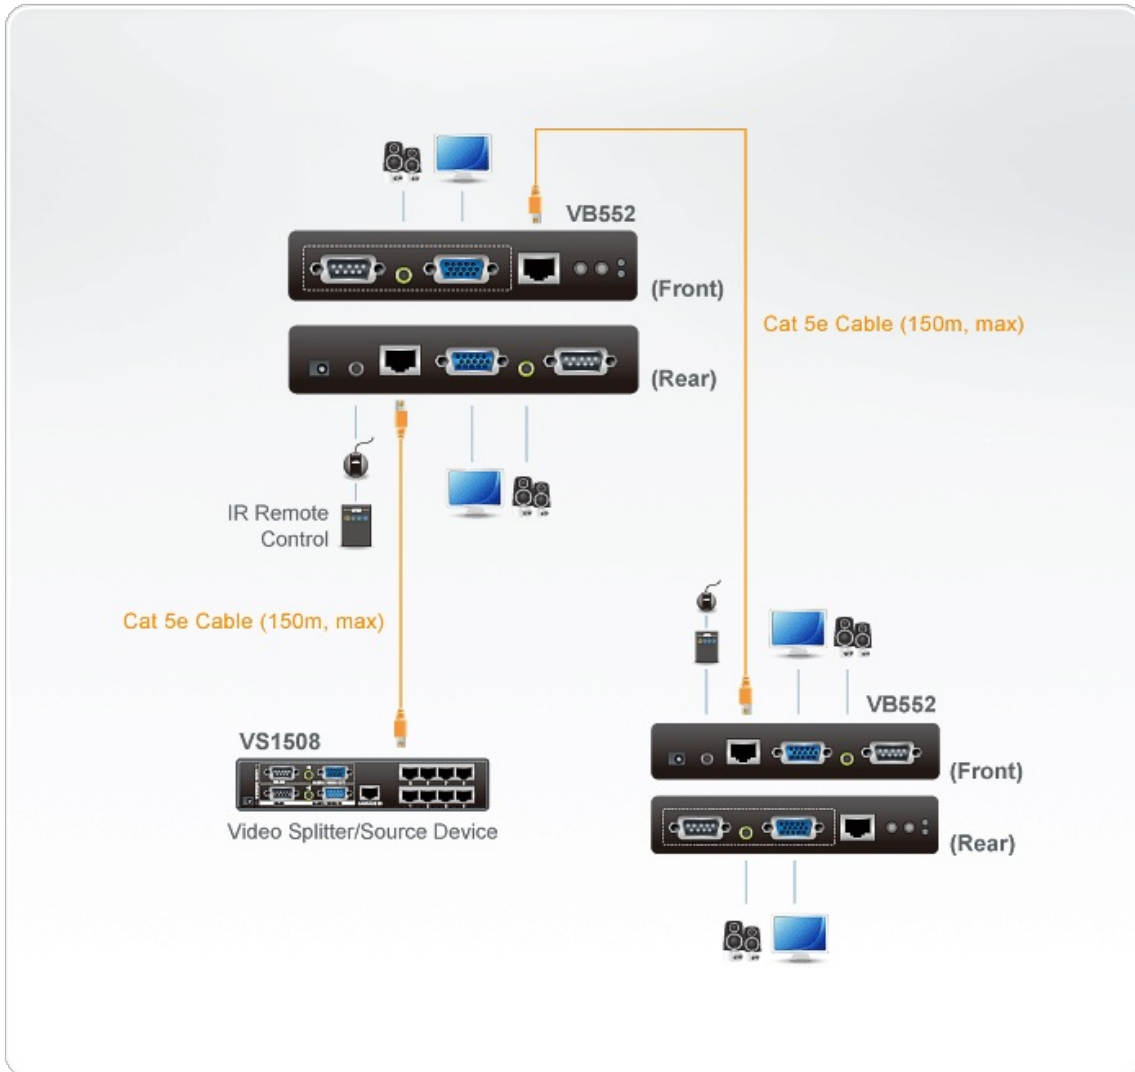 VB552
(Front)
Cat 5e Cable (150m, max)
(Rear)
IR Remote
Control
Cat 5e Cable (150m, max)
VB552
VS1508
(Front)
Video Splitter/Source Device
(Rear)